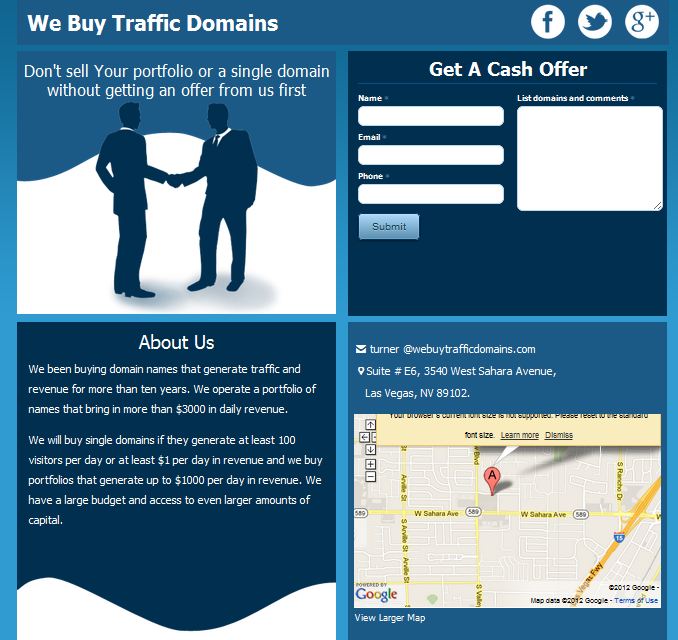 We Buy Traffic Domains
Don't sell Your portfolio or a single domain
without getting an offer from us first
Get A Cash Offer
Name *
Email *
Phone *
List domains and comments *
Submit
About Us
We been buying domain names that generate traffic and
revenue for more than ten years. We operate a portfolio of
names that bring in more than $3000 in daily revenue.
We will buy single domains if they generate at least 100
visitors per day or at least $1 per day in revenue and we buy
portfolios that generate up to $1000 per day in revenue. We
have a large budget and access to even larger amounts of
capital.
turner @webuytrafficdomains.com
Suite # E6, 3540 West Sahara Avenue,
Las Vegas, NV 89102.
Your browser's current font size is not supported. Please reset to the standard
font size. Learn more Dismiss
A
S Rancho Dr
Arville St
589
W Sahara Ave
589
W Sahara Ave
589
S Arville St
S Valley
15
Las Vegas Fwy
POWERED BY
Google
©2012 Google -
Map data ©2012 Google - Terms of Use
View Larger Map